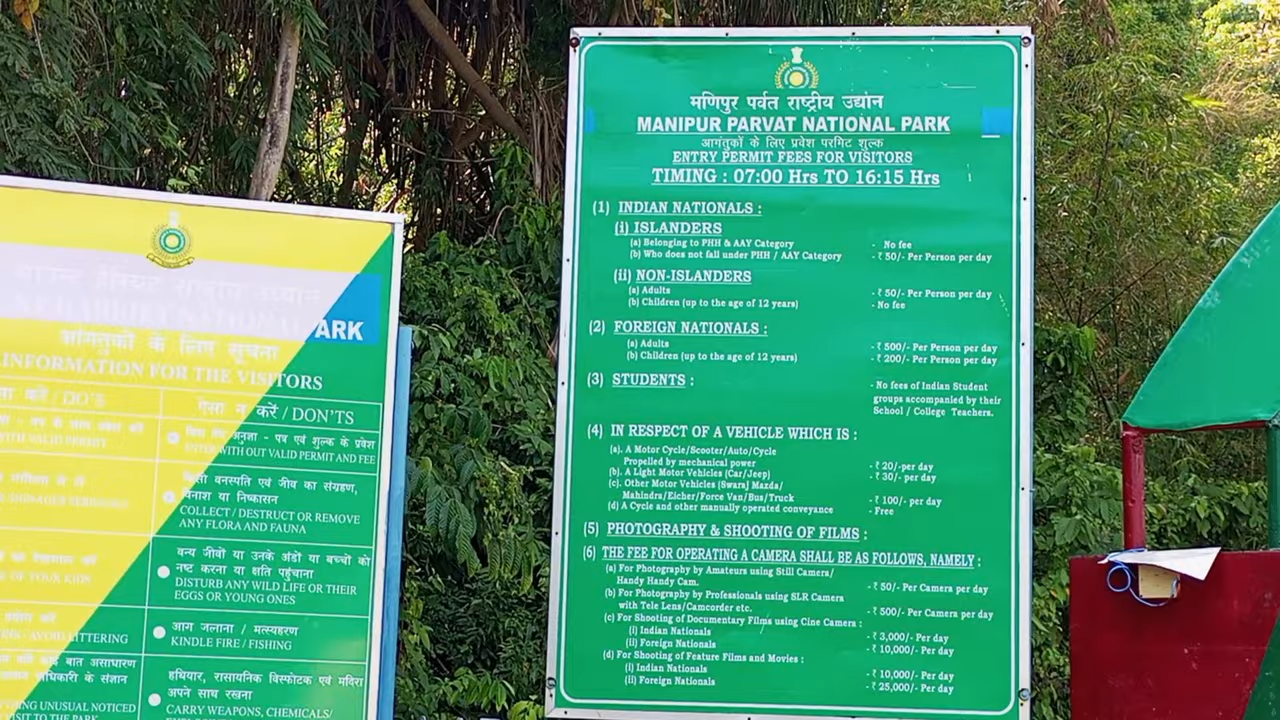 PARK
आगंतुकों के लिए सूचना
INFORMATION FOR THE VISITORS
करें / DO'S
ऐसा न करें / DON'TS
WITH VALID PERMIT
बिना वैध अनुज्ञा - पत्र एवं शुल्क के प्रवेश
ENTER WITH OUT VALID PERMIT AND FEE
किसी वनस्पति एवं जीव का संग्रहण,
विनाश या निष्कासन
COLLECT / DESTRUCT OR REMOVE
ANY FLORA AND FAUNA
OF YOUR KIDS
वन्य जीवों या उनके अंडों या बच्चों को
नष्ट करना या क्षति पहुंचाना
DISTURB ANY WILD LIFE OR THEIR
EGGS OR YOUNG ONES
AVOID LITTERING
आग जलाना / मत्स्यहरण
KINDLE FIRE / FISHING
कोई बात असाधारण
के संज्ञान
UNUSUAL NOTICED
VISIT TO THE PARK
हथियार, रासायनिक विस्फोटक एवं मदिरा
अपने साथ रखना
CARRY WEAPONS, CHEMICALS/
मणिपुर पर्वत राष्ट्रीय उद्यान
MANIPUR PARVAT NATIONAL PARK
आगंतुकों के लिए प्रवेश परमिट शुल्क
ENTRY PERMIT FEES FOR VISITORS
TIMING : 07:00 Hrs TO 16:15 Hrs
(1) INDIAN NATIONALS :
(i) ISLANDERS
(a) Belonging to PHH & AAY Category - No fee
(b) Who does not fall under PHH / AAY Category - ₹ 50/- Per Person per day
(ii) NON-ISLANDERS
(a) Adults - ₹ 50/- Per Person per day
(b) Children (up to the age of 12 years) - No fee
(2) FOREIGN NATIONALS :
(a) Adults - ₹ 500/- Per Person per day
(b) Children (up to the age of 12 years) - ₹ 200/- Per Person per day
(3) STUDENTS : - No fees of Indian Student
groups accompanied by their
School / College Teachers.
(4) IN RESPECT OF A VEHICLE WHICH IS :
(a). A Motor Cycle/Scooter/Auto/Cycle
Propelled by mechanical power - ₹ 20/-per day
(b). A Light Motor Vehicles (Car/Jeep) - ₹ 30/- per day
(c). Other Motor Vehicles (Swaraj Mazda/
Mahindra/Eicher/Force Van/Bus/Truck - ₹ 100/- per day
(d) A Cycle and other manually operated conveyance - Free
(5) PHOTOGRAPHY & SHOOTING OF FILMS :
(6) THE FEE FOR OPERATING A CAMERA SHALL BE AS FOLLOWS, NAMELY :
(a) For Photography by Amateurs using Still Camera/
Handy Handy Cam. - ₹ 50/- Per Camera per day
(b) For Photography by Professionals using SLR Camera
with Tele Lens/Camcorder etc. - ₹ 500/- Per Camera per day
(c) For Shooting of Documentary Films using Cine Camera :
(i) Indian Nationals - ₹ 3,000/- Per day
(ii) Foreign Nationals - ₹ 10,000/- Per day
(d) For Shooting of Feature Films and Movies :
(i) Indian Nationals - ₹ 10,000/- Per day
(ii) Foreign Nationals - ₹ 25,000/- Per day